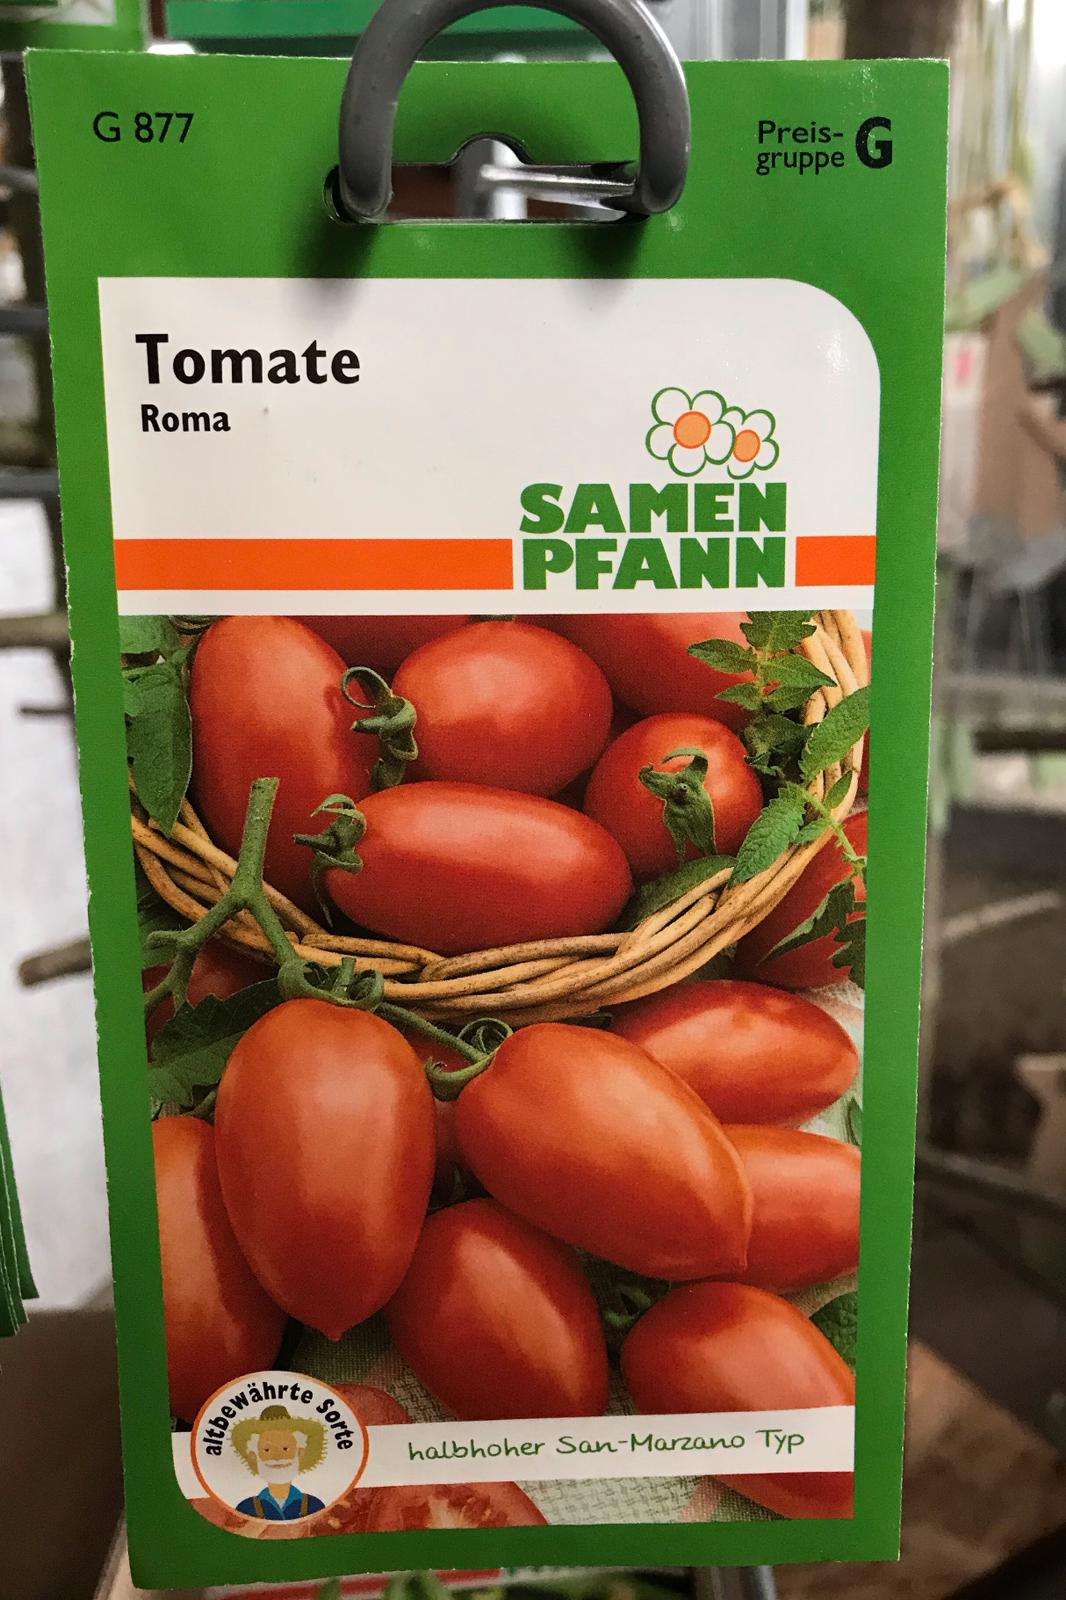 G 877
Preis-
gruppe G
Tomate
Roma
SAMEN
PFANN
altbewährte Sorte
halbhoher San-Marzano Typ